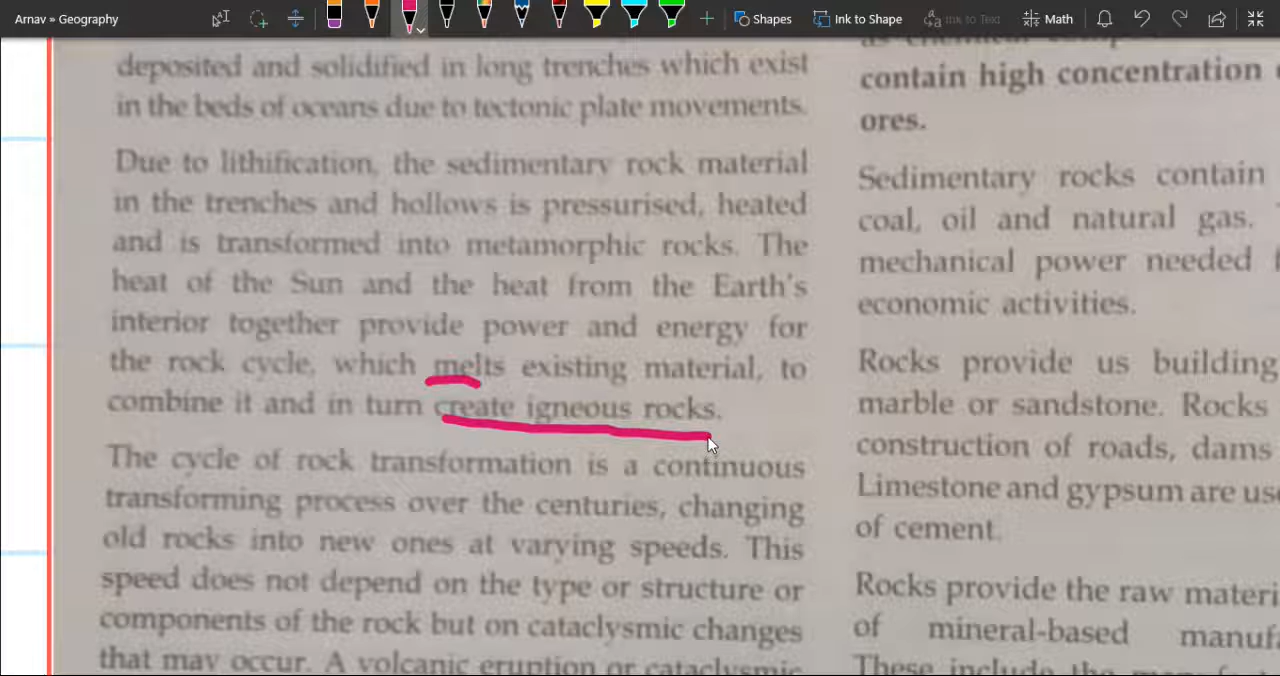 Arnav » Geography
Shapes
Ink to Shape
Ink to Text
Math
deposited and solidified in long trenches which exist
in the beds of oceans due to tectonic plate movements.
Due to lithification, the sedimentary rock material
in the trenches and hollows is pressurised, heated
and is transformed into metamorphic rocks. The
heat of the Sun and the heat from the Earth's
interior together provide power and energy for
the rock cycle, which melts existing material, to
combine it and in turn create igneous rocks.
The cycle of rock transformation is a continuous
transforming process over the centuries, changing
old rocks into new ones at varying speeds. This
speed does not depend on the type or structure or
components of the rock but on cataclysmic changes
that may occur. A volcanic eruption or cataclysmic
as chemical
contain high concentration
ores.
Sedimentary rocks contain
coal, oil and natural gas.
mechanical power needed
economic activities.
Rocks provide us building
marble or sandstone. Rocks
construction of roads, dams
Limestone and gypsum are
of cement.
Rocks provide the raw
of mineral-based
These include the